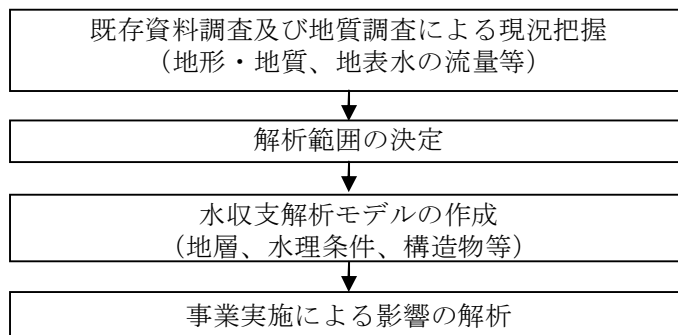 既存資料調査及び地質調査による現況把握
（地形・地質、地表水の流量等）
解析範囲の決定
水収支解析モデルの作成
（地層、水理条件、構造物等）
事業実施による影響の解析